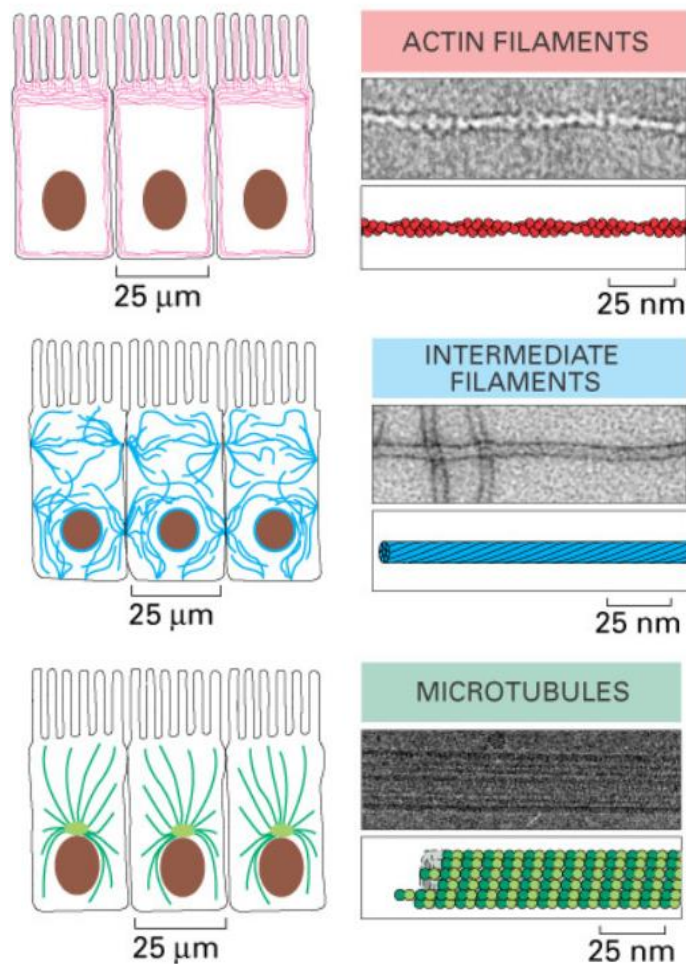 ACTIN FILAMENTS
25 µm
25 nm
INTERMEDIATE
FILAMENTS
25 µm
25 nm
MICROTUBULES
25 µm
25 nm